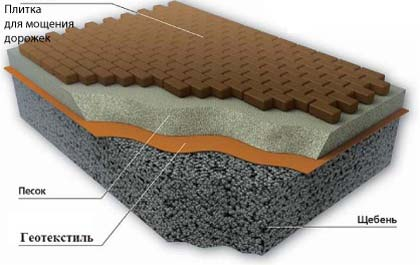 Плитка
для мощения
дорожек
Песок
Геотекстиль
Щебень